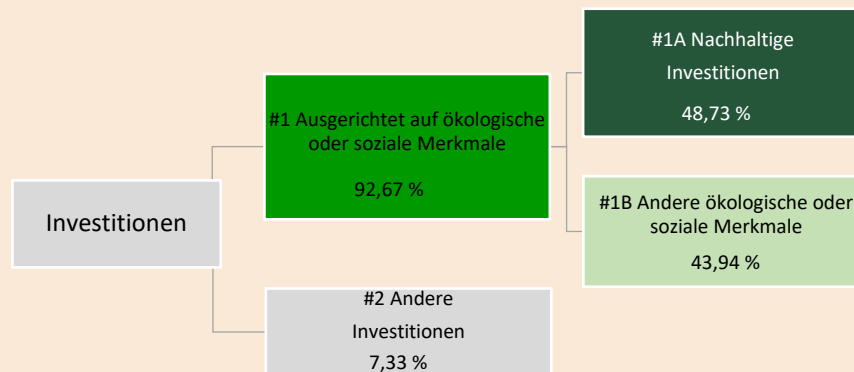 Investitionen
#1 Ausgerichtet auf ökologische
oder soziale Merkmale
92,67 %
#2 Andere
Investitionen
7,33 %
#1A Nachhaltige
Investitionen
48,73 %
#1B Andere ökologische oder
soziale Merkmale
43,94 %